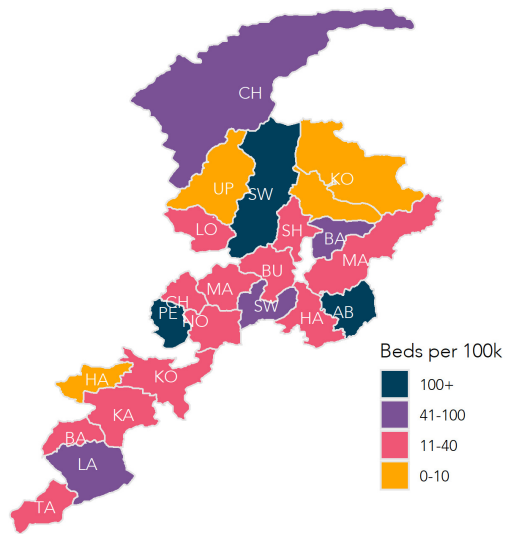 CH
KO
UP
SW
LO
SH
BA
MA
BU
MA
CH
SW
PE
NO
HA
AB
Beds per 100k
100+
41-100
11-40
0-10
KO
HA
KA
BA
LA
TA